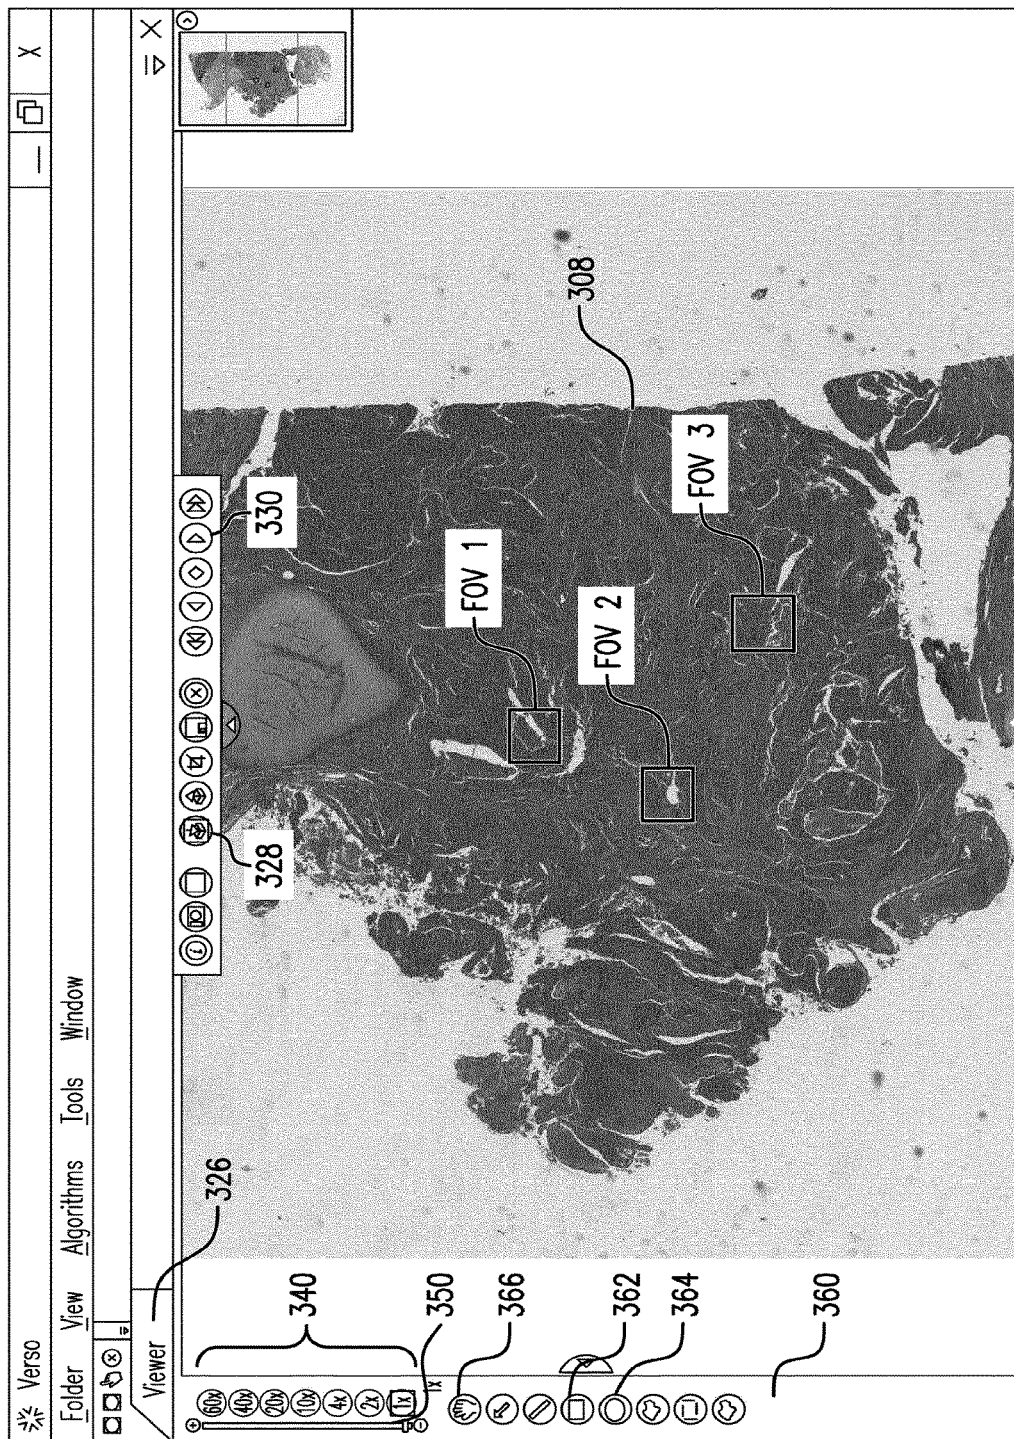 Verso
Folder View Algorithms Tools Window
Viewer
326
328
330
60x
40x
20x
10x
4x
2x
1x
1x
340
350
366
362
364
360
FOV 1
FOV 2
FOV 3
308